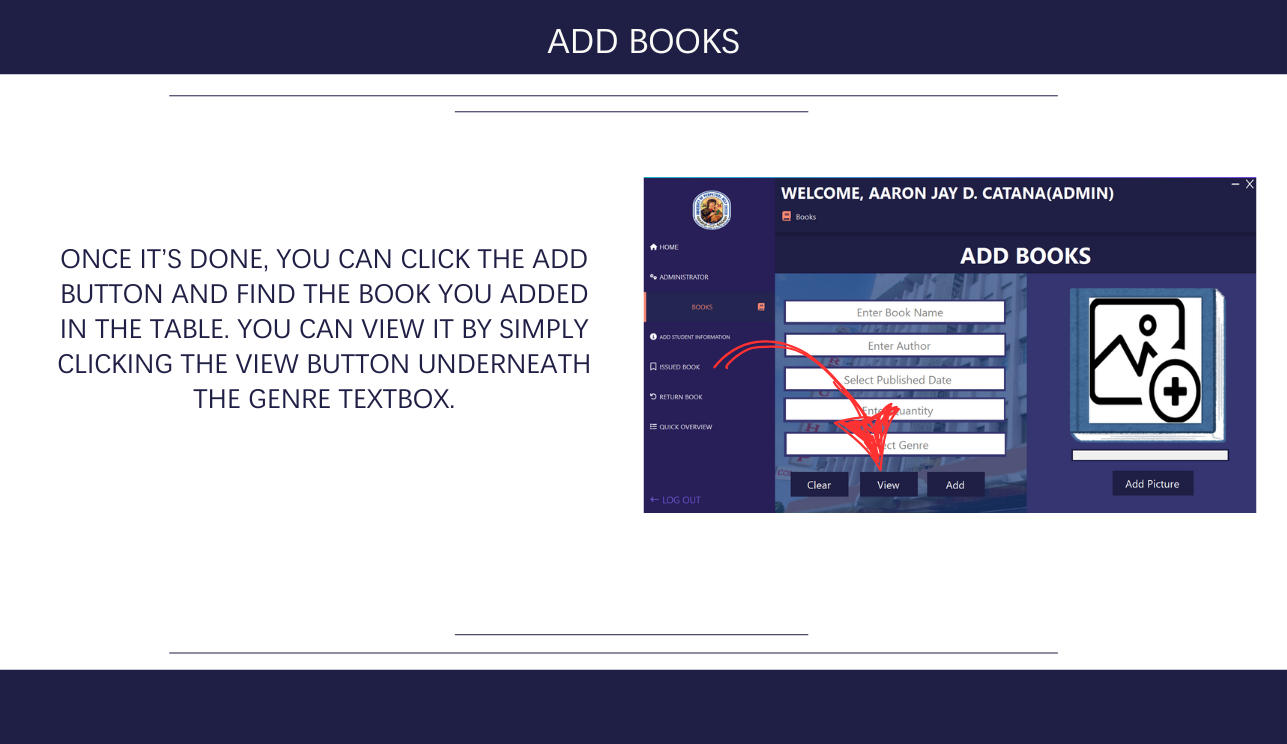 ADD BOOKS
ONCE IT’S DONE, YOU CAN CLICK THE ADD
BUTTON AND FIND THE BOOK YOU ADDED
IN THE TABLE. YOU CAN VIEW IT BY SIMPLY
CLICKING THE VIEW BUTTON UNDERNEATH
THE GENRE TEXTBOX.
WELCOME, AARON JAY D. CATANA(ADMIN)
Books
HOME
ADMINISTRATOR
BOOKS
ADD STUDENT INFORMATION
ISSUED BOOK
RETURN BOOK
QUICK OVERVIEW
LOG OUT
ADD BOOKS
Enter Book Name
Enter Author
Select Published Date
Enter Quantity
Genre
Clear
View
Add
Add Picture